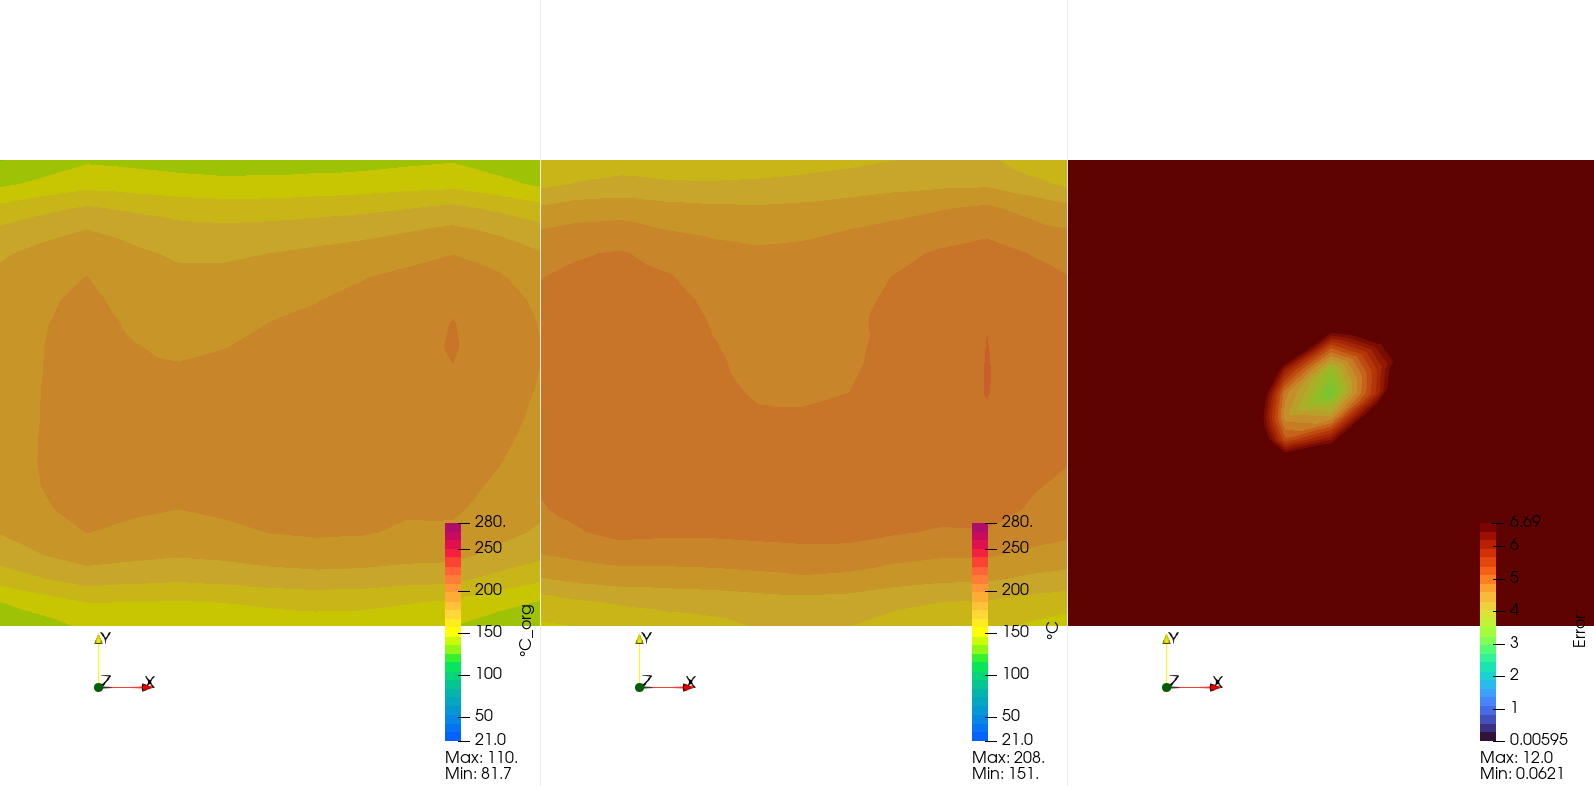 280.
250
200
150
100
50
21.0
°C_org
Max: 110.
Min: 81.7
Y
Z
X
280.
250
200
150
100
50
21.0
°C
Max: 208.
Min: 151.
Y
Z
X
6.69
6
5
4
3
2
1
0.00595
Error
Max: 12.0
Min: 0.0621
Y
Z
X